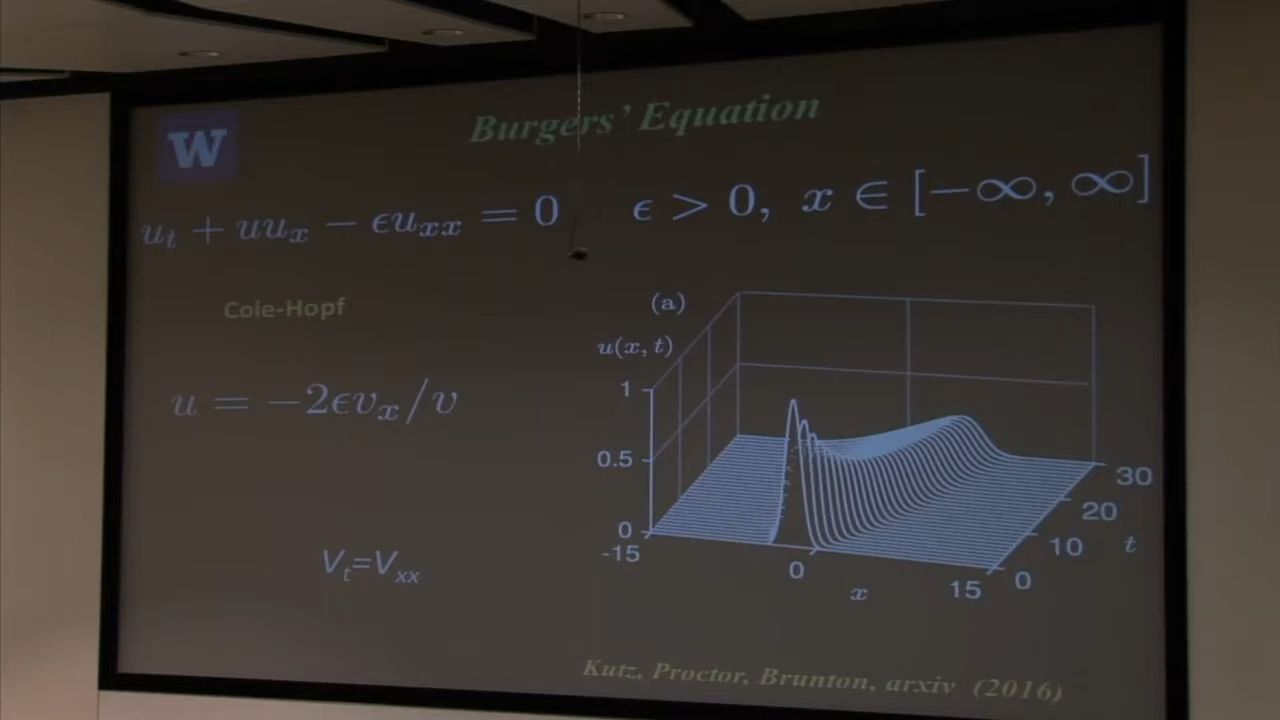 W
Burgers' Equation
u_t + uu_x − ϵu_xx = 0 ϵ > 0, x ∈ [−∞, ∞]
Cole-Hopf
u = −2ϵv_x/v
V_t=V_xx
(a)
u(x, t)
1
0.5
0
-15
0
15
x
0
10
20
30
t
Kutz, Proctor, Brunton, arxiv (2016)